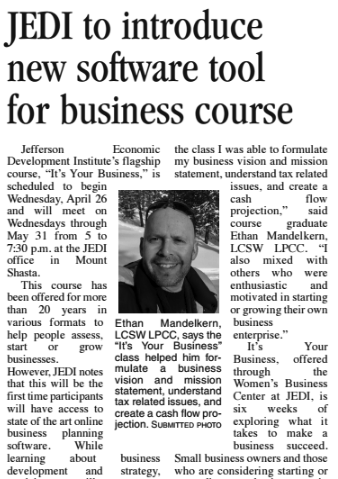 JEDI to introduce
new software tool
for business course
Jefferson Economic
Development Institute's flagship
course, "It's Your Business," is
scheduled to begin
Wednesday, April 26
and will meet on
Wednesdays through
May 31 from 5 to
7:30 p.m. at the JEDI
office in Mount
Shasta.
This course has
been offered for more
than 20 years in
various formats to
help people assess,
start or grow
businesses.
However, JEDI notes
that this will be the
first time participants
will have access to
state of the art online
business planning
software. While
learning about business
development and strategy,
Ethan Mandelkern,
LCSW LPCC, says the
"It's Your Business"
class helped him for-
mulate a business
vision and mission
statement, understand
tax related issues, and
create a cash flow pro-
jection. SUBMITTED PHOTO
the class I was able to formulate
my business vision and mission
statement, understand tax related
issues, and create a
cash flow
projection," said
course graduate
Ethan Mandelkern,
LCSW LPCC. "I
also mixed with
others who were
enthusiastic and
motivated in starting
or growing their own
business
enterprise."
It's Your
Business, offered
through the
Women's Business
Center at JEDI, is
six weeks of
exploring what it
takes to make a
business succeed.
Small business owners and those
who are considering starting or